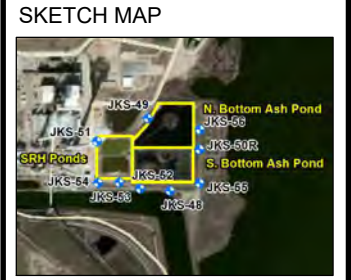 SKETCH MAP
JKS-49
N. Bottom Ash Pond
JKS-56
JKS-51
JKS-50R
SRH Ponds
JKS-52
S. Bottom Ash Pond
JKS-54
JKS-53
JKS-55
JKS-48